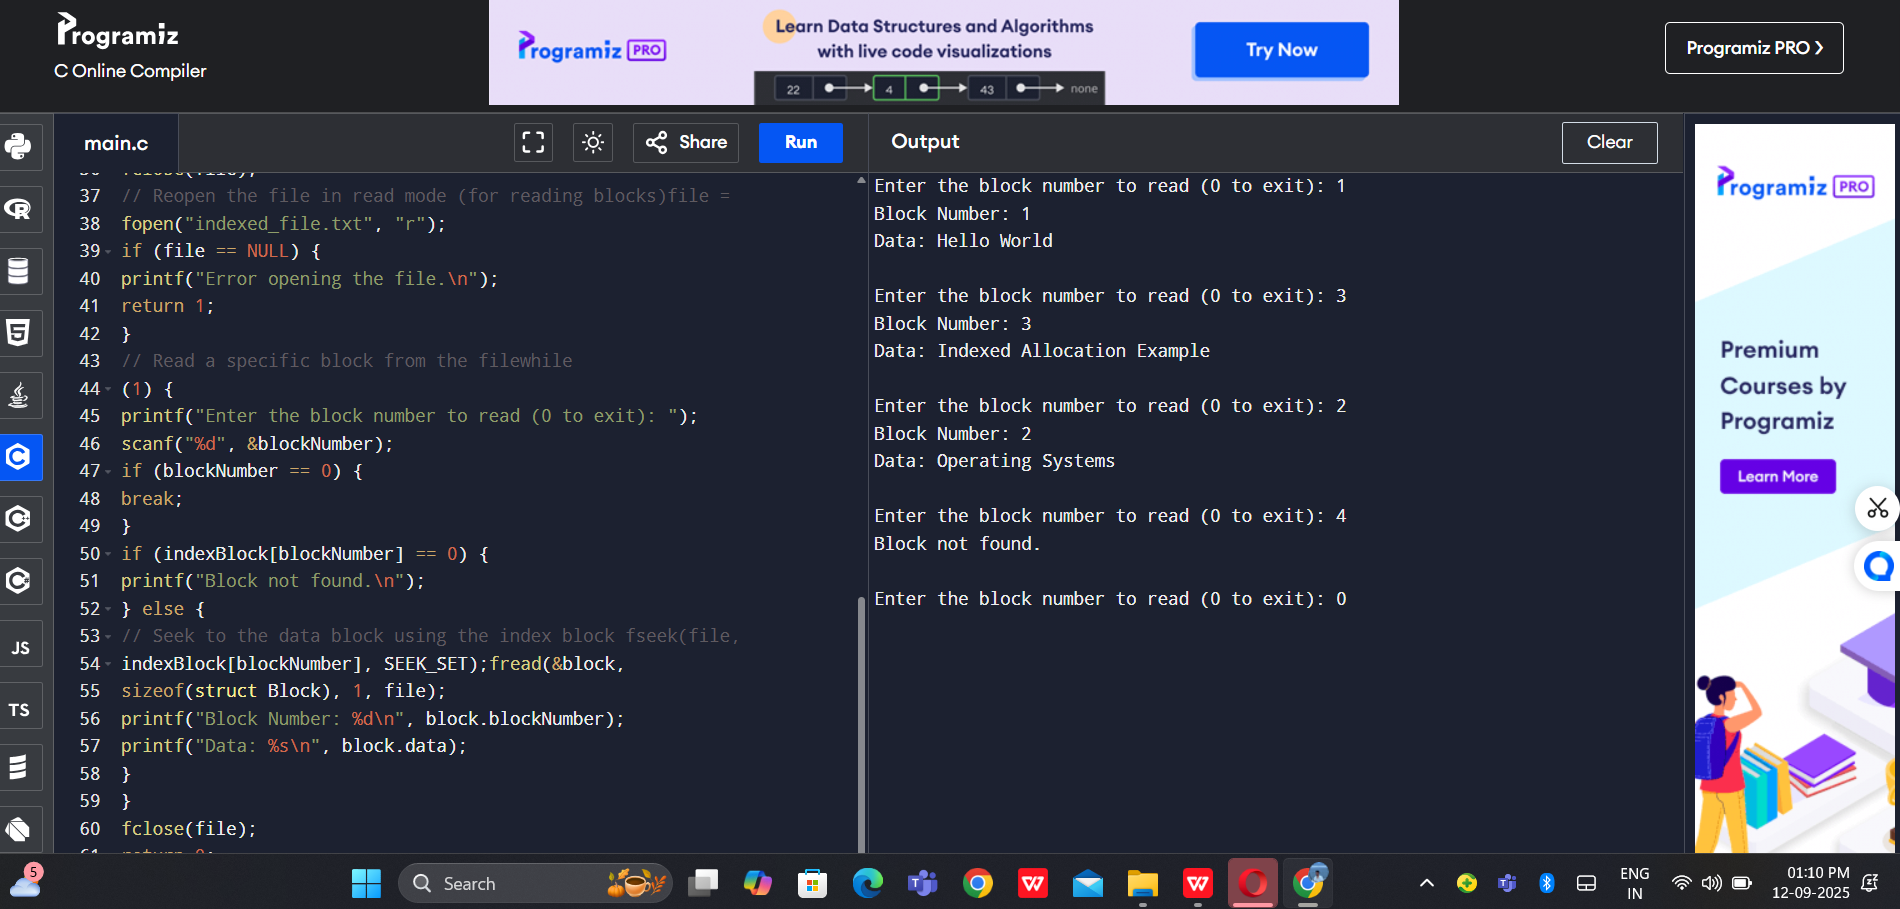 Programiz
C Online Compiler
Programiz PRO
Learn Data Structures and Algorithms
with live code visualizations
22 4 43 none
Try Now
Programiz PRO ❯
main.c
Share
Run
Output
Clear
36 fclose(file);
37 // Reopen the file in read mode (for reading blocks)file =
38 fopen("indexed_file.txt", "r");
39 if (file == NULL) {
40 printf("Error opening the file.\n");
41 return 1;
42 }
43 // Read a specific block from the filewhile
44 (1) {
45 printf("Enter the block number to read (0 to exit): ");
46 scanf("%d", &blockNumber);
47 if (blockNumber == 0) {
48 break;
49 }
50 if (indexBlock[blockNumber] == 0) {
51 printf("Block not found.\n");
52 } else {
53 // Seek to the data block using the index block fseek(file,
54 indexBlock[blockNumber], SEEK_SET);fread(&block,
55 sizeof(struct Block), 1, file);
56 printf("Block Number: %d\n", block.blockNumber);
57 printf("Data: %s\n", block.data);
58 }
59 }
60 fclose(file);
61 return 0;
Enter the block number to read (0 to exit): 1
Block Number: 1
Data: Hello World
Enter the block number to read (0 to exit): 3
Block Number: 3
Data: Indexed Allocation Example
Enter the block number to read (0 to exit): 2
Block Number: 2
Data: Operating Systems
Enter the block number to read (0 to exit): 4
Block not found.
Enter the block number to read (0 to exit): 0
Programiz PRO
Premium
Courses by
Programiz
Learn More
JS
TS
5
Search
ENG
IN
01:10 PM
12-09-2025